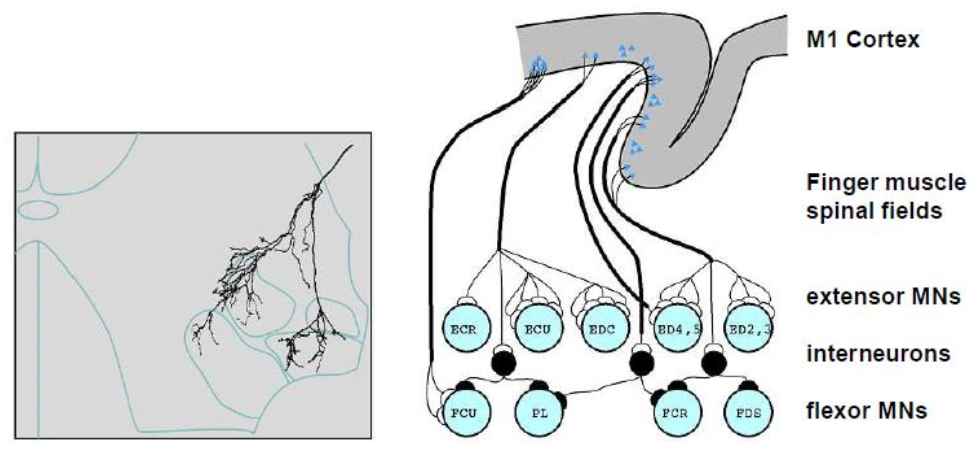 M1 Cortex
Finger muscle
spinal fields
extensor MNs
ECR ECU EDC ED4,5 ED2,3
interneurons
flexor MNs
FCU PL FCR FDS